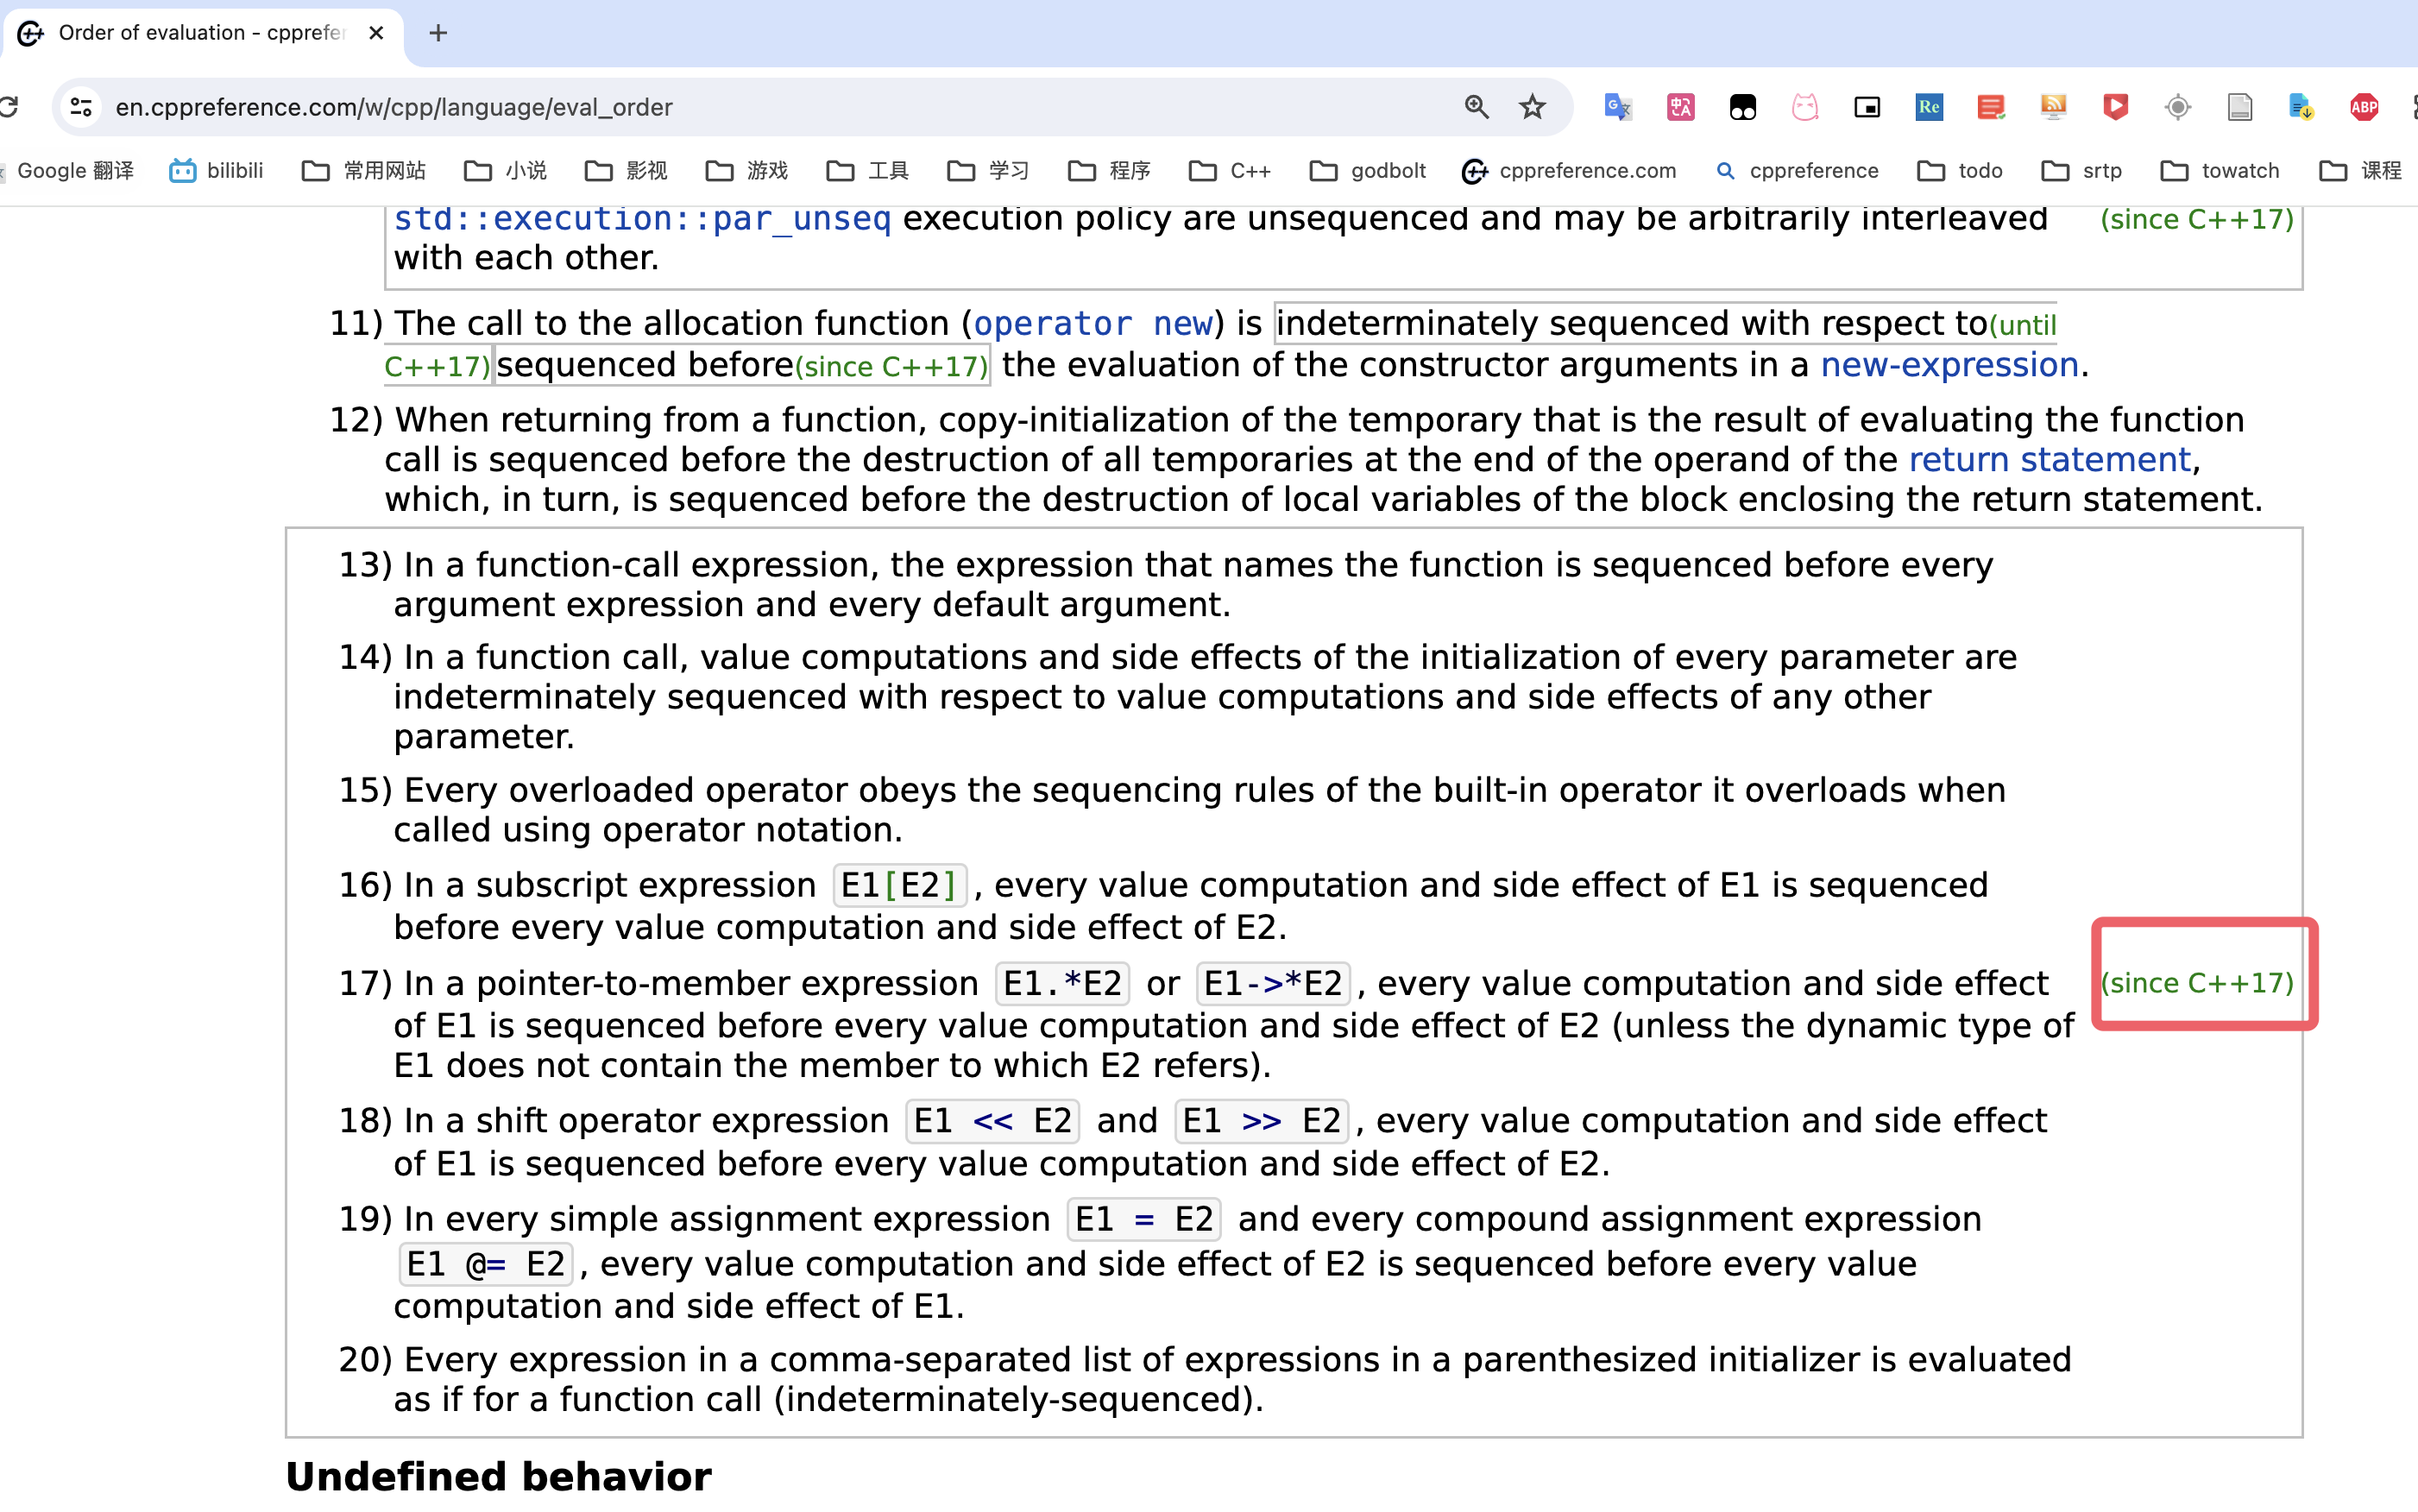 Order of evaluation - cpprefer
en.cppreference.com/w/cpp/language/eval_order
Re
ABP
Google 翻译 bilibili 常用网站 小说 影视 游戏 工具 学习 程序 C++ godbolt cppreference.com cppreference todo srtp towatch 课程
std::execution::par_unseq execution policy are unsequenced and may be arbitrarily interleaved (since C++17)
with each other.
11) The call to the allocation function (operator new) is indeterminately sequenced with respect to(until
C++17)sequenced before(since C++17) the evaluation of the constructor arguments in a new-expression.
12) When returning from a function, copy-initialization of the temporary that is the result of evaluating the function
call is sequenced before the destruction of all temporaries at the end of the operand of the return statement,
which, in turn, is sequenced before the destruction of local variables of the block enclosing the return statement.
13) In a function-call expression, the expression that names the function is sequenced before every
argument expression and every default argument.
14) In a function call, value computations and side effects of the initialization of every parameter are
indeterminately sequenced with respect to value computations and side effects of any other
parameter.
15) Every overloaded operator obeys the sequencing rules of the built-in operator it overloads when
called using operator notation.
16) In a subscript expression E1[E2], every value computation and side effect of E1 is sequenced
before every value computation and side effect of E2.
17) In a pointer-to-member expression E1.*E2 or E1->*E2, every value computation and side effect (since C++17)
of E1 is sequenced before every value computation and side effect of E2 (unless the dynamic type of
E1 does not contain the member to which E2 refers).
18) In a shift operator expression E1 << E2 and E1 >> E2, every value computation and side effect
of E1 is sequenced before every value computation and side effect of E2.
19) In every simple assignment expression E1 = E2 and every compound assignment expression
E1 @= E2, every value computation and side effect of E2 is sequenced before every value
computation and side effect of E1.
20) Every expression in a comma-separated list of expressions in a parenthesized initializer is evaluated
as if for a function call (indeterminately-sequenced).
Undefined behavior